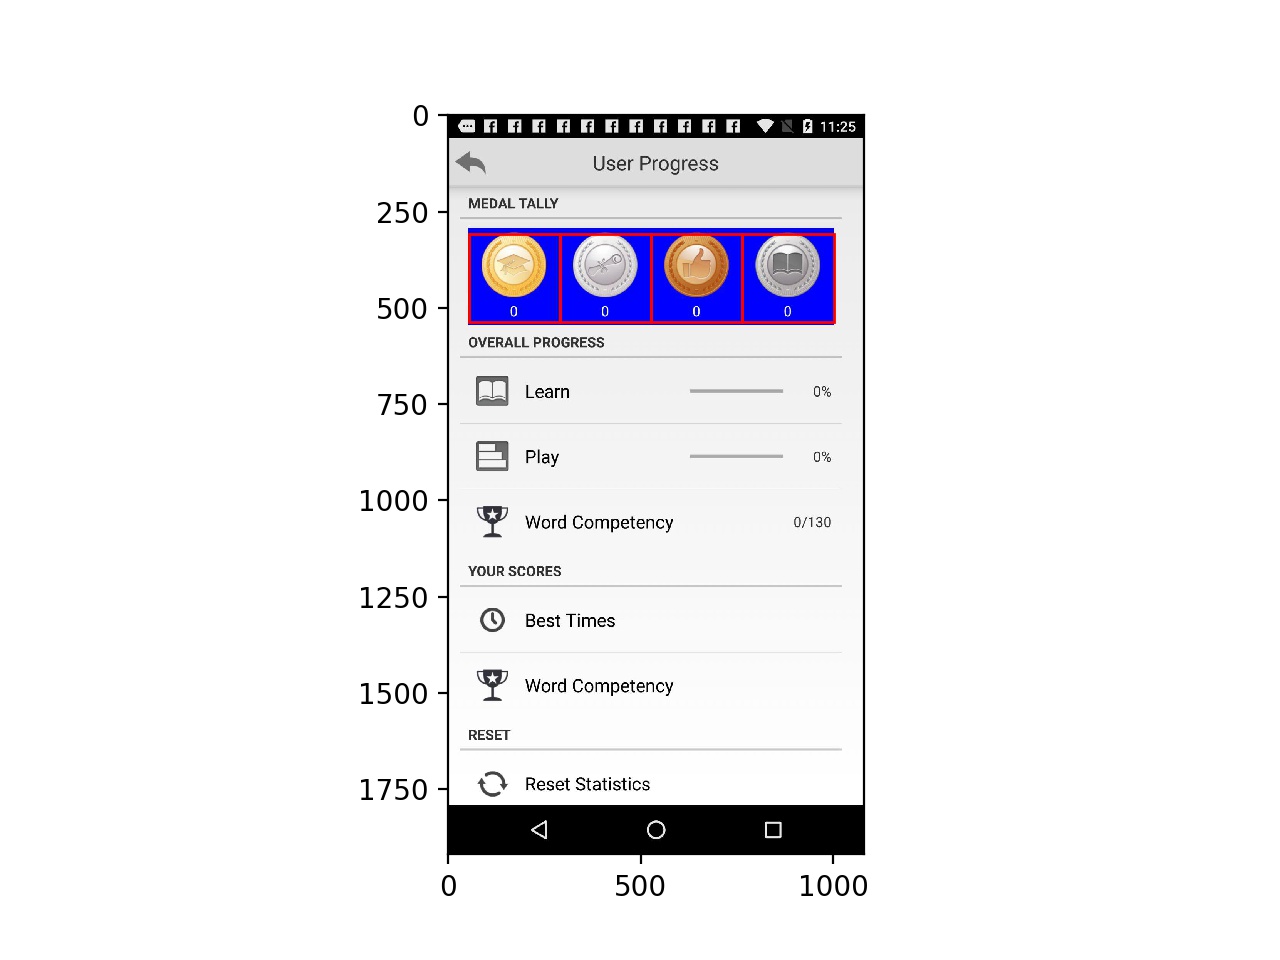 0
11:25
User Progress
MEDAL TALLY
250
0 0 0 0
500
OVERALL PROGRESS
Learn 0%
750
Play 0%
1000
Word Competency 0/130
YOUR SCORES
1250
Best Times
Word Competency
1500
RESET
Reset Statistics
1750
0 500 1000